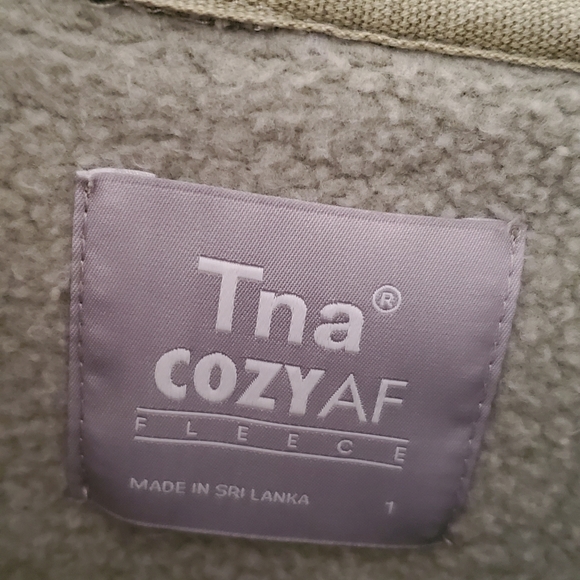 Tna®
COZYAF
FLEECE
MADE IN SRI LANKA 1